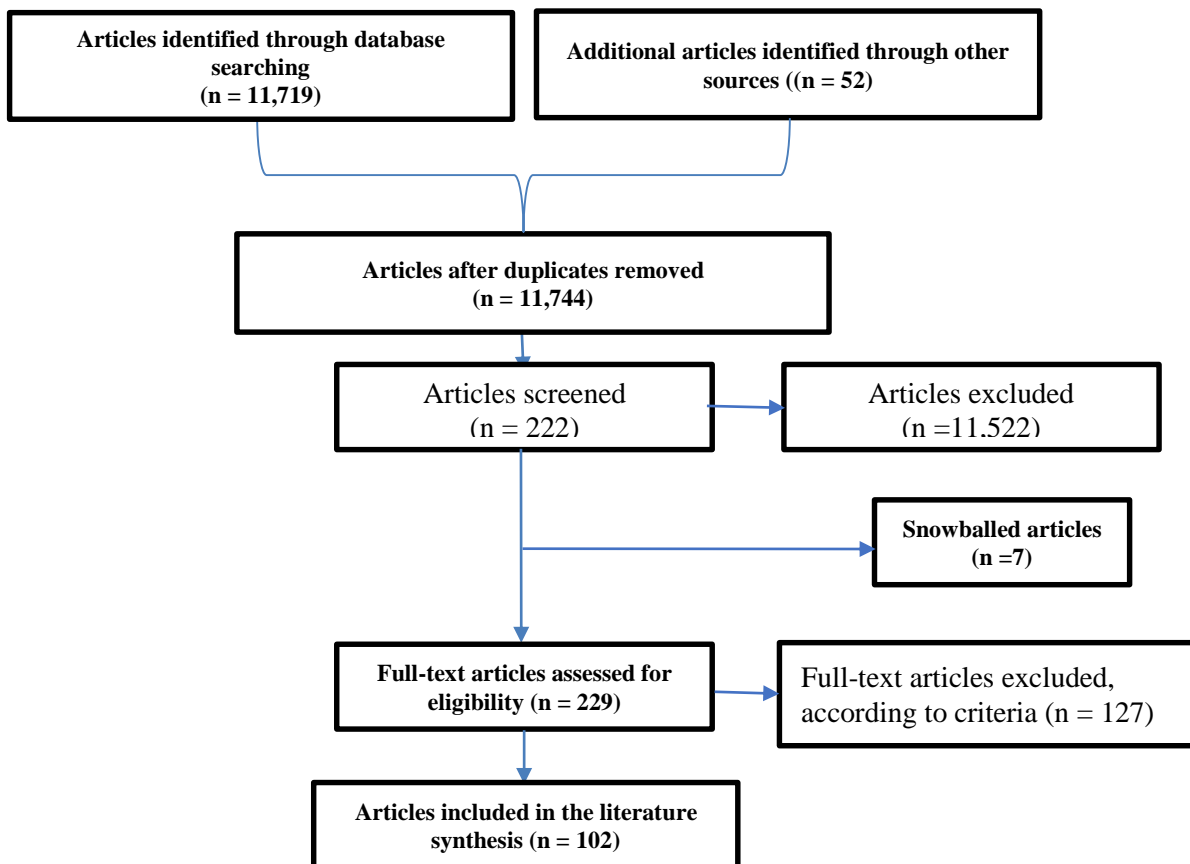 Articles identified through database
searching
(n = 11,719)
Additional articles identified through other
sources ((n = 52)
Articles after duplicates removed
(n = 11,744)
Articles screened
(n = 222)
Articles excluded
(n =11,522)
Snowballed articles
(n =7)
Full-text articles assessed for
eligibility (n = 229)
Full-text articles excluded,
according to criteria (n = 127)
Articles included in the literature
synthesis (n = 102)